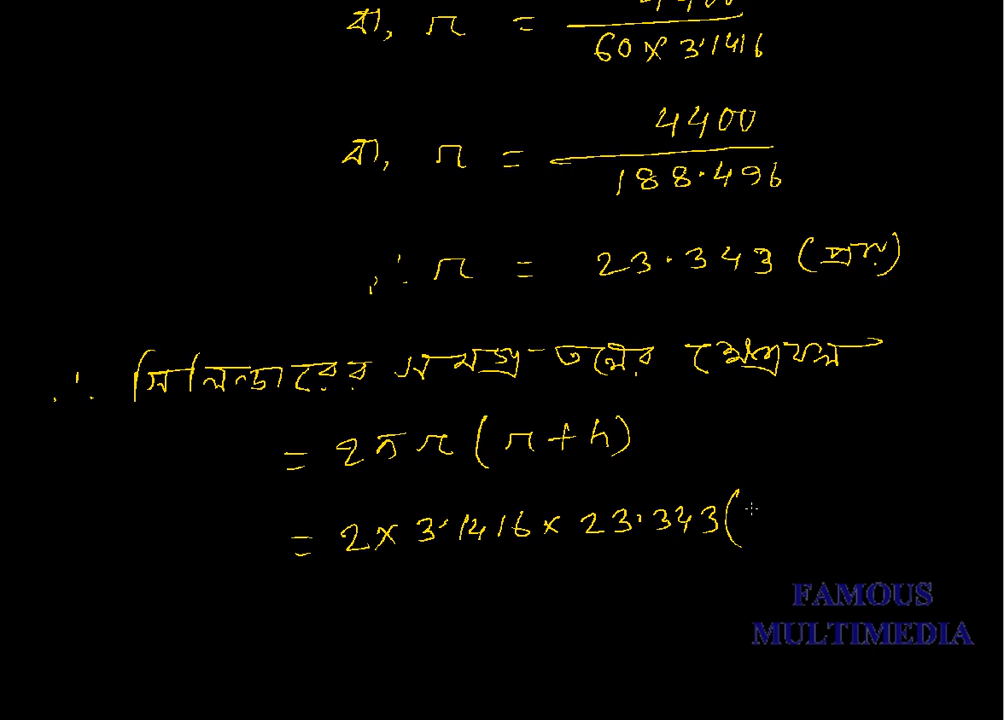 বা, r = 4400 / 60 × 3.1416
বা, r = 4400 / 188.496
∴ r = 23.343 (প্রায়)
∴ সিলিন্ডারের সমগ্র তলের ক্ষেত্রফল
= 2πr (r + h)
= 2 × 3.1416 × 23.343 (
FAMOUS
MULTIMEDIA